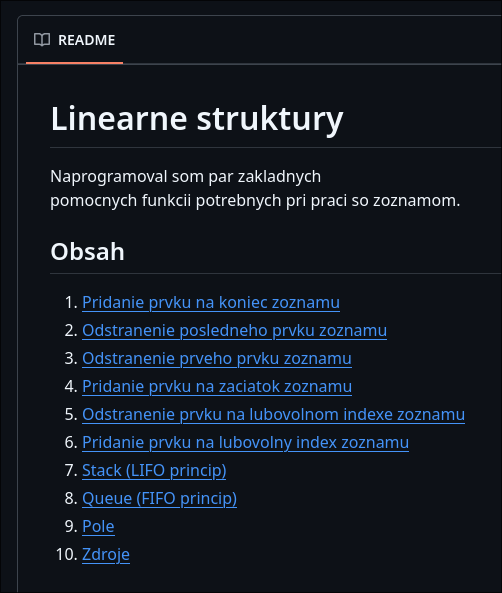 README
Linearne struktury
Naprogramoval som par zakladnych
pomocnych funkcii potrebnych pri praci so zoznamom.
Obsah
1. Pridanie prvku na koniec zoznamu
2. Odstranenie posledneho prvku zoznamu
3. Odstranenie prveho prvku zoznamu
4. Pridanie prvku na zaciatok zoznamu
5. Odstranenie prvku na lubovolnom indexe zoznamu
6. Pridanie prvku na lubovolny index zoznamu
7. Stack (LIFO princip)
8. Queue (FIFO princip)
9. Pole
10. Zdroje